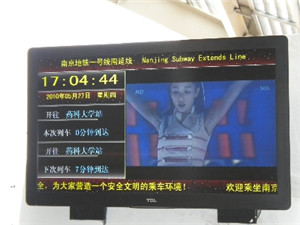 南京地铁一号线南延线 Nanjing Subway Extends Line.
17:04:44
2010年05月27日 星期四
开往 药科大学站
本次列车 0分钟到达
开往 药科大学站
下次列车 7分钟到达
全，为大家营造一个安全文明的乘车环境！ 欢迎乘坐南京
TCL